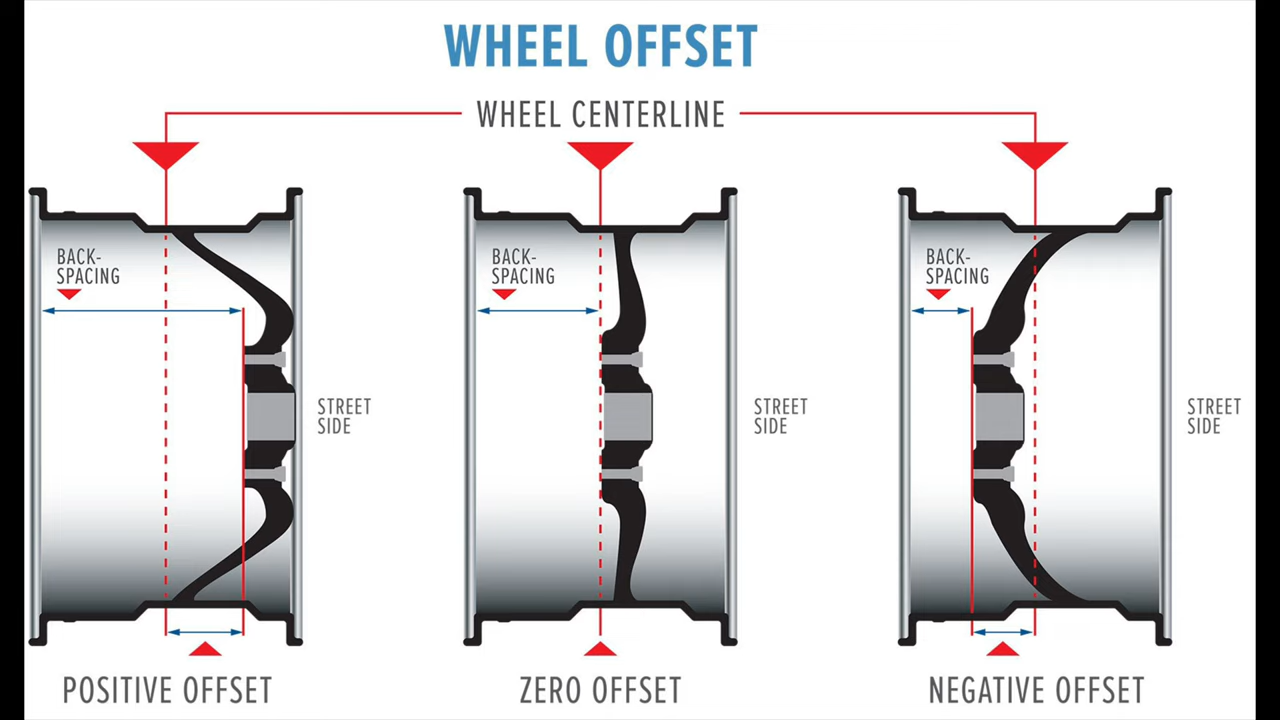 WHEEL OFFSET
WHEEL CENTERLINE
BACK-
SPACING
STREET
SIDE
POSITIVE OFFSET
BACK-
SPACING
STREET
SIDE
ZERO OFFSET
BACK-
SPACING
STREET
SIDE
NEGATIVE OFFSET